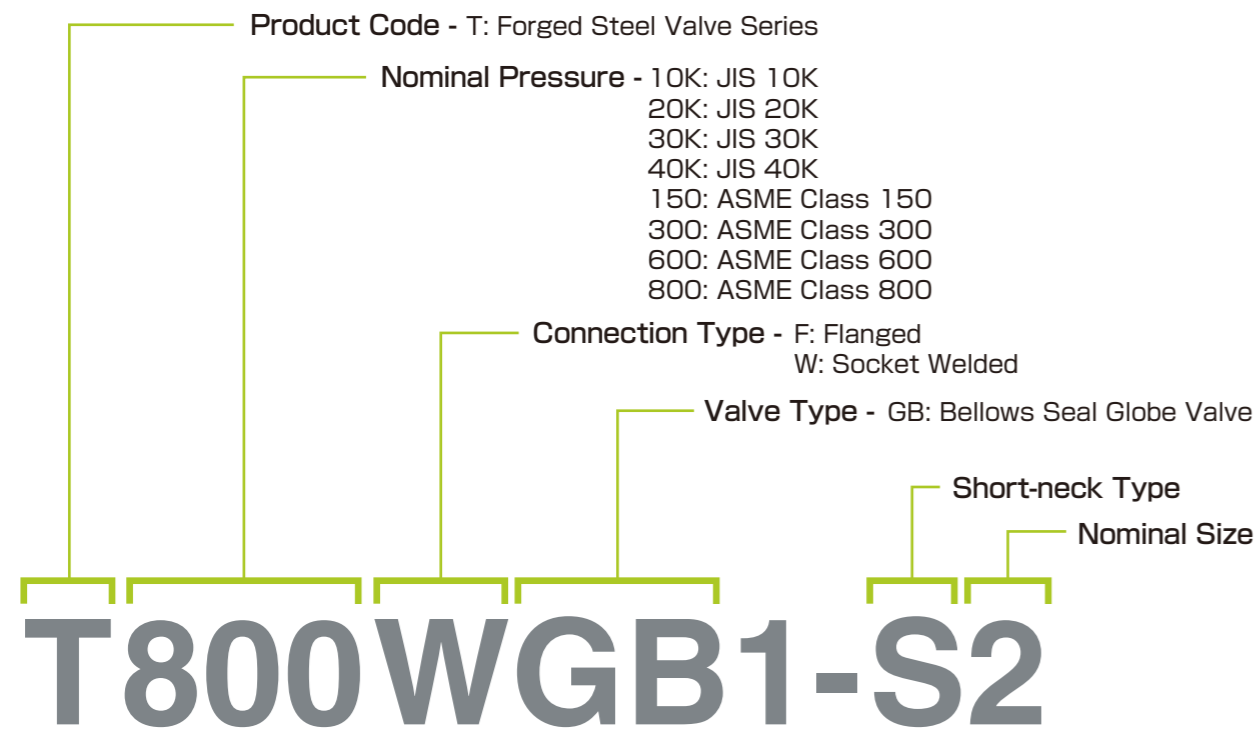 Product Code - T: Forged Steel Valve Series
Nominal Pressure - 10K: JIS 10K
20K: JIS 20K
30K: JIS 30K
40K: JIS 40K
150: ASME Class 150
300: ASME Class 300
600: ASME Class 600
800: ASME Class 800
Connection Type - F: Flanged
W: Socket Welded
Valve Type - GB: Bellows Seal Globe Valve
Short-neck Type
Nominal Size
T800WGB1-S2